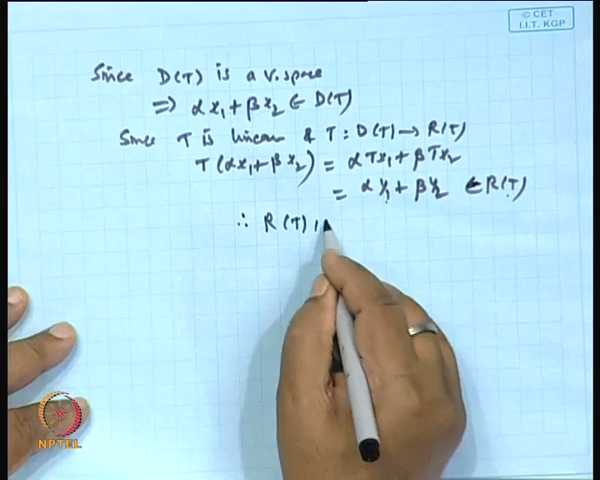 © CET
I.I.T. KGP
Since D(T) is a v. space
⇒ αx₁ + βx₂ ∈ D(T)
Since T is linear & T : D(T) → R(T)
T(αx₁ + βx₂) = αTx₁ + βTx₂
= αy₁ + βy₂ ∈ R(T)
∴ R(T)
NPTEL